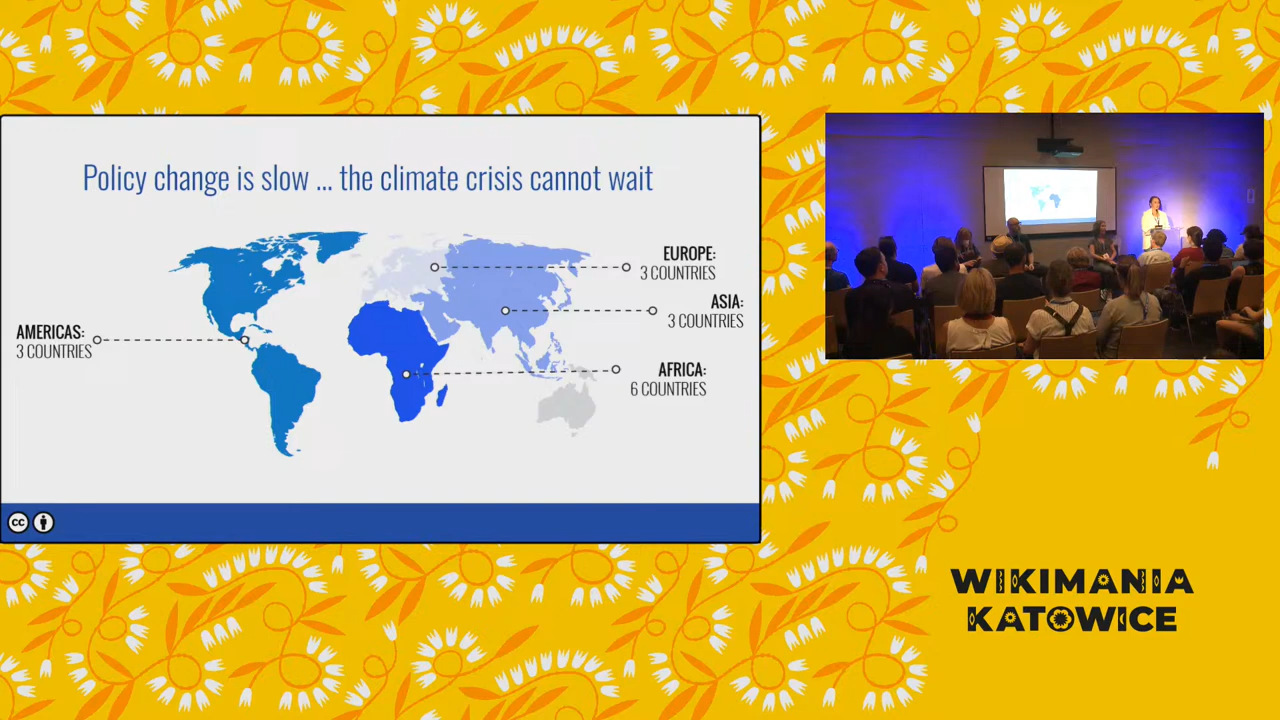 Policy change is slow ... the climate crisis cannot wait
EUROPE:
3 COUNTRIES
ASIA:
3 COUNTRIES
AMERICAS:
3 COUNTRIES
AFRICA:
6 COUNTRIES
cc
WIKIMANIA
KATOWICE